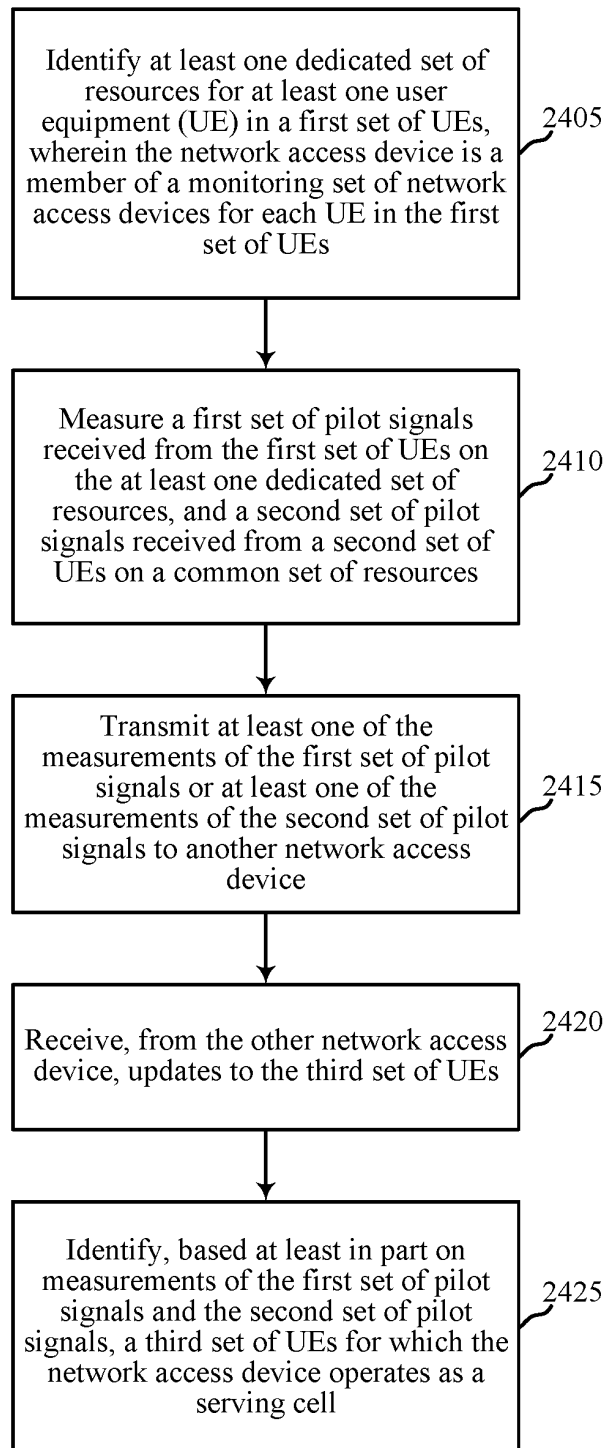 Identify at least one dedicated set of
resources for at least one user
equipment (UE) in a first set of UEs,
wherein the network access device is a
member of a monitoring set of network
access devices for each UE in the first
set of UEs
2405
Measure a first set of pilot signals
received from the first set of UEs on
the at least one dedicated set of
resources, and a second set of pilot
signals received from a second set of
UEs on a common set of resources
2410
Transmit at least one of the
measurements of the first set of pilot
signals or at least one of the
measurements of the second set of pilot
signals to another network access
device
2415
Receive, from the other network access
device, updates to the third set of UEs
2420
Identify, based at least in part on
measurements of the first set of pilot
signals and the second set of pilot
signals, a third set of UEs for which the
network access device operates as a
serving cell
2425